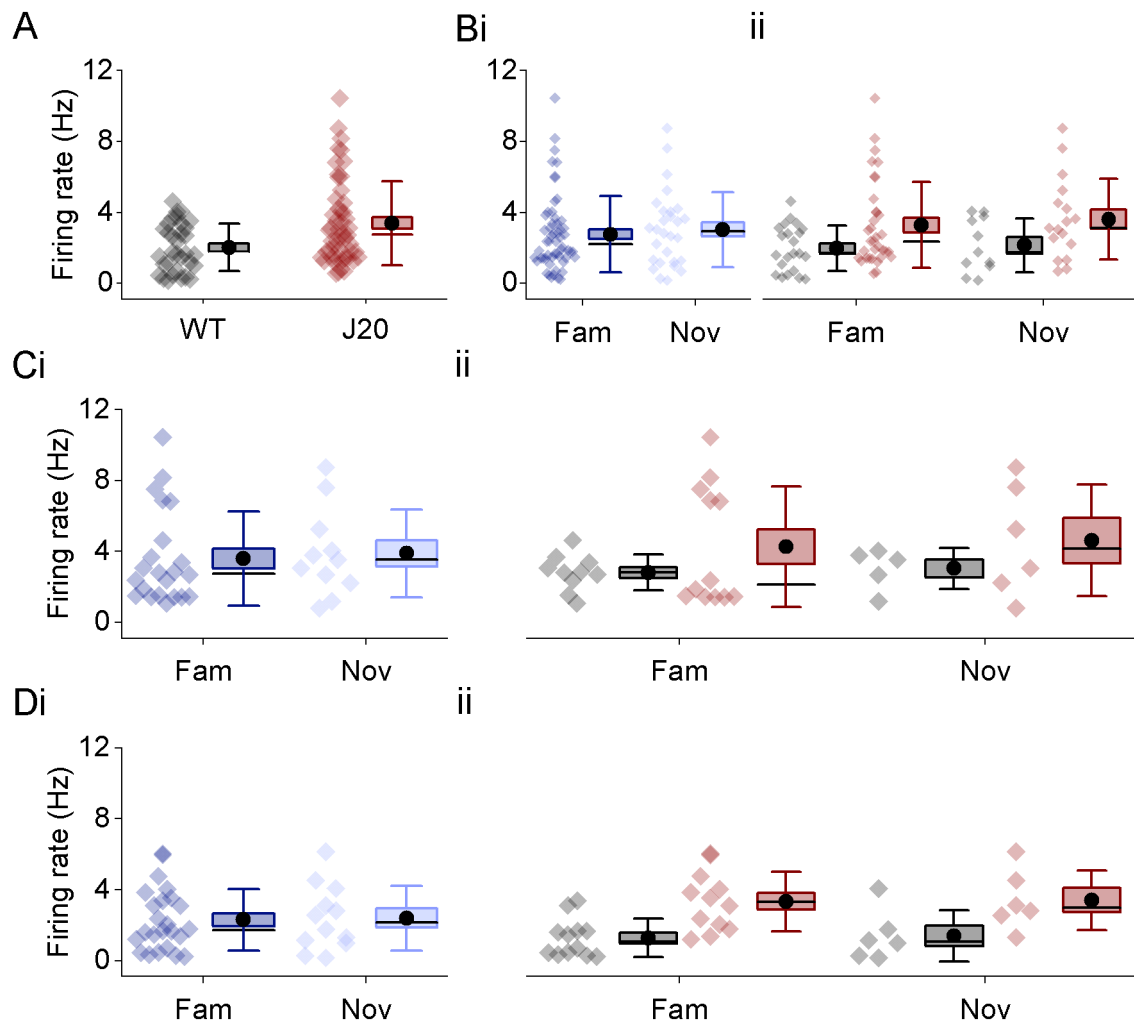 A
Bi
ii
Firing rate (Hz)
12
8
4
0
WT
J20
12
8
4
0
Fam
Nov
Fam
Nov
Ci
ii
Firing rate (Hz)
12
8
4
0
Fam
Nov
Fam
Nov
Di
ii
Firing rate (Hz)
12
8
4
0
Fam
Nov
Fam
Nov